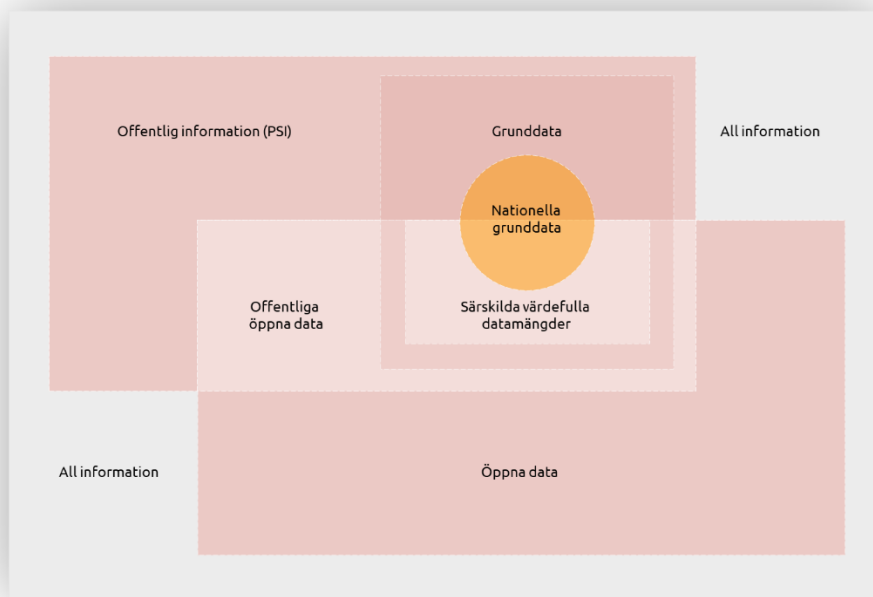 Offentlig information (PSI)
Grunddata
All information
Nationella
grunddata
Offentliga
öppna data
Särskilda värdefulla
datamängder
All information
Öppna data